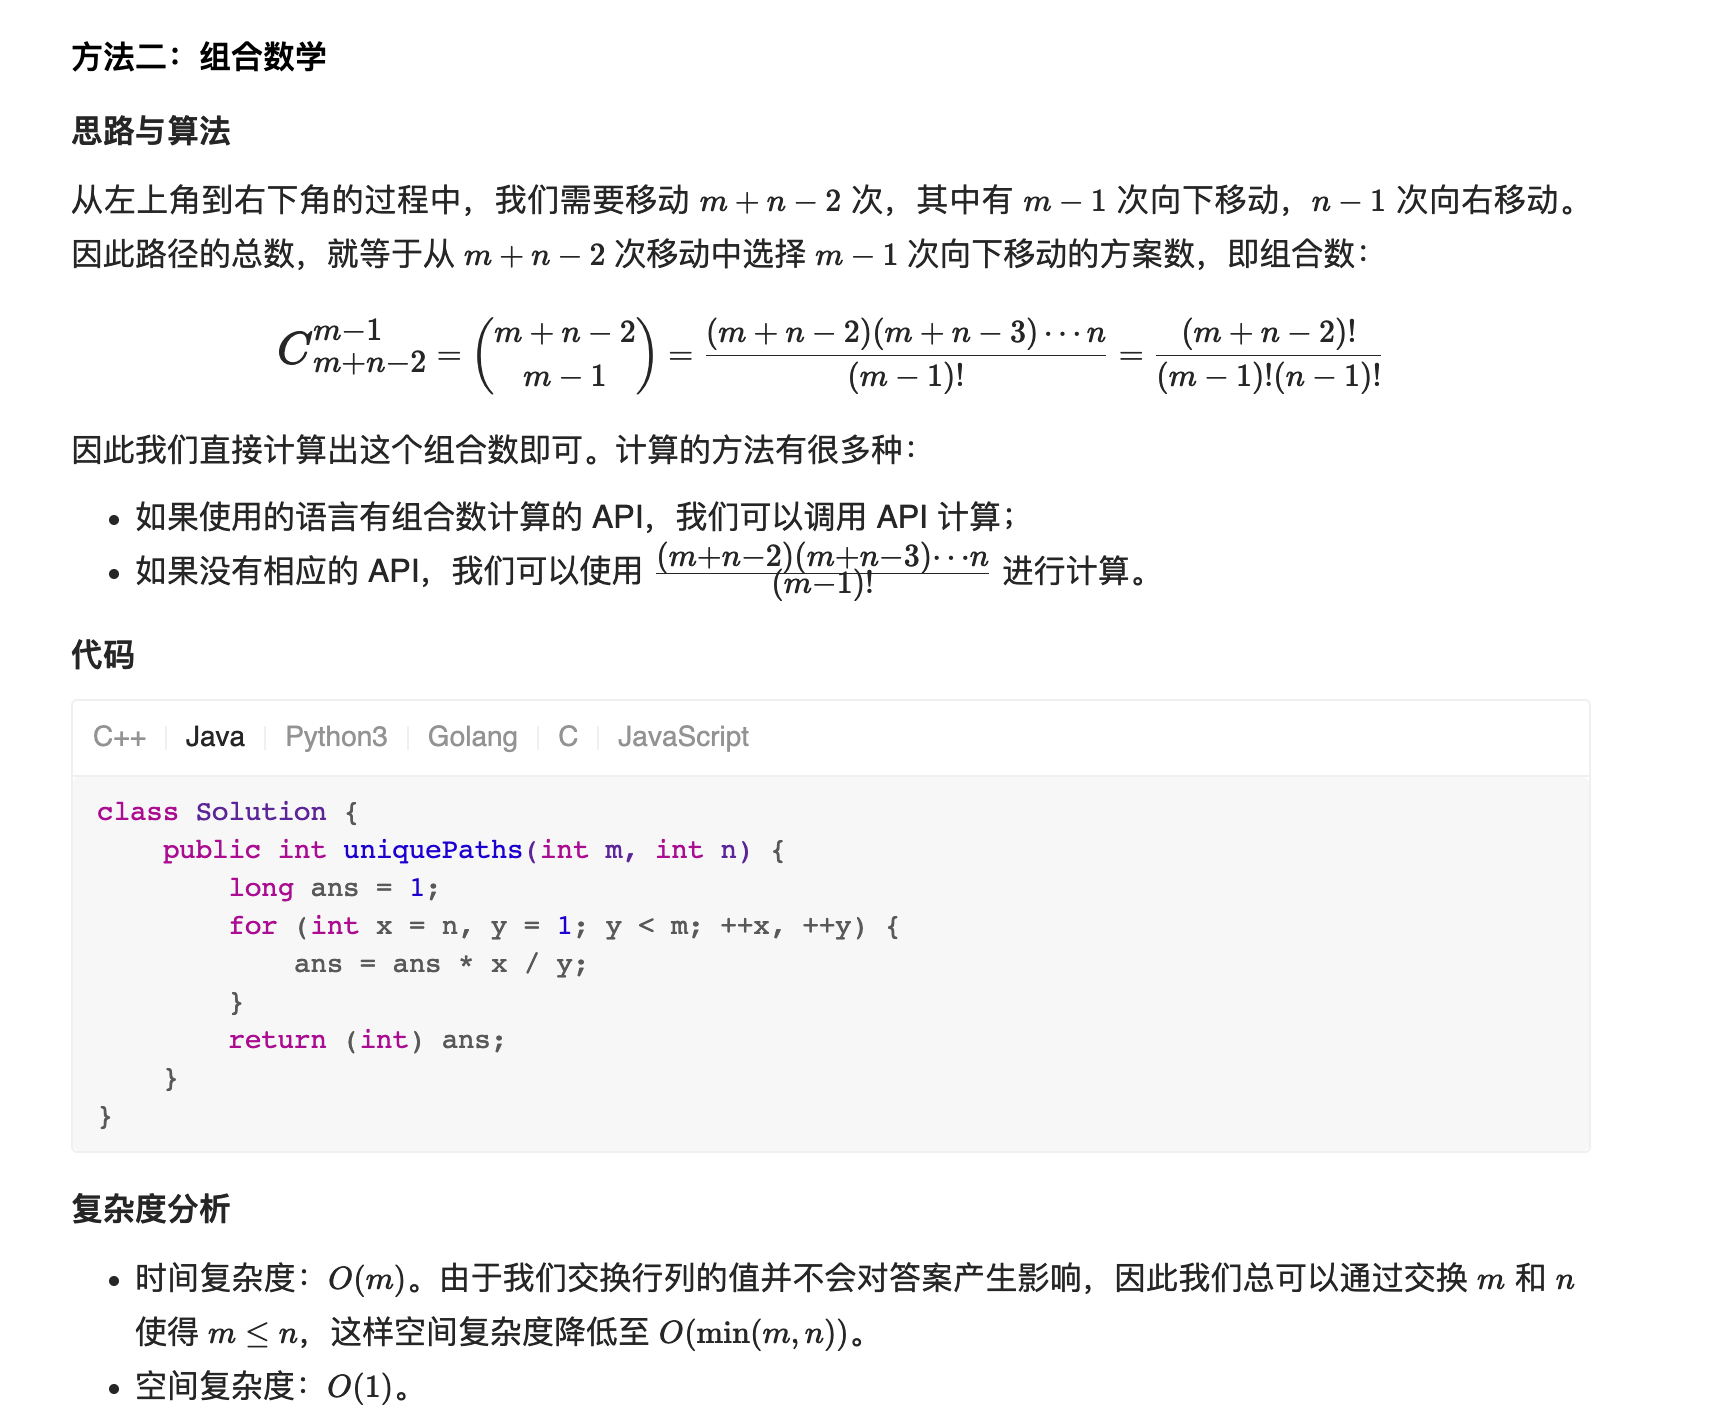 方法二：组合数学
思路与算法
从左上角到右下角的过程中，我们需要移动 m + n − 2 次，其中有 m − 1 次向下移动，n − 1 次向右移动。
因此路径的总数，就等于从 m + n − 2 次移动中选择 m − 1 次向下移动的方案数，即组合数：
$C_{m+n-2}^{m-1} = \binom{m+n-2}{m-1} = \frac{(m+n-2)(m+n-3)\cdots n}{(m-1)!} = \frac{(m+n-2)!}{(m-1)!(n-1)!}$
因此我们直接计算出这个组合数即可。计算的方法有很多种：
• 如果使用的语言有组合数计算的 API，我们可以调用 API 计算；
• 如果没有相应的 API，我们可以使用 $\frac{(m+n-2)(m+n-3)\cdots n}{(m-1)!}$ 进行计算。
代码
C++ | Java | Python3 | Golang | C | JavaScript
class Solution {
    public int uniquePaths(int m, int n) {
        long ans = 1;
        for (int x = n, y = 1; y < m; ++x, ++y) {
            ans = ans * x / y;
        }
        return (int) ans;
    }
}
复杂度分析
• 时间复杂度：O(m)。由于我们交换行列的值并不会对答案产生影响，因此我们总可以通过交换 m 和 n
使得 m ≤ n，这样空间复杂度降低至 O(min(m, n))。
• 空间复杂度：O(1)。